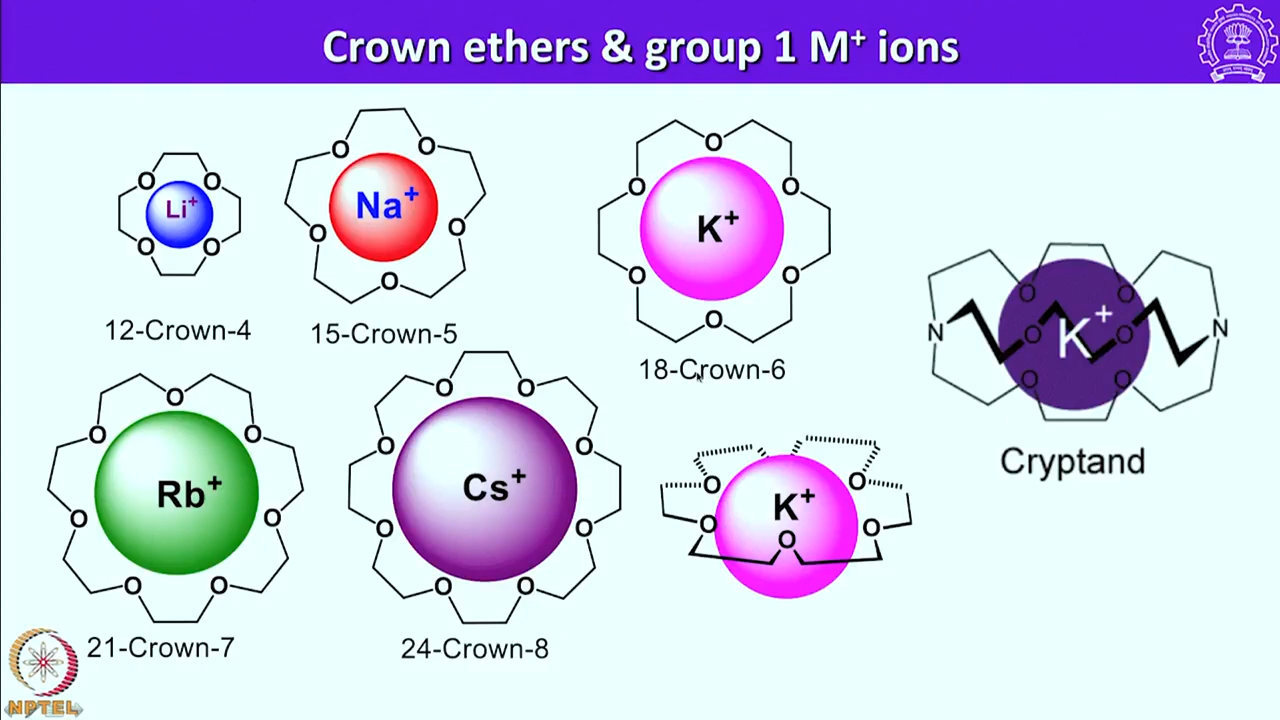 Crown ethers & group 1 M⁺ ions
O
O
Li⁺
O
O
12-Crown-4
O
O
Na⁺
O
O
O
15-Crown-5
O
O
O
K⁺
O
O
O
18-Crown-6
O
O
N
O
K⁺
O
N
O
O
Cryptand
O
O
O
Rb⁺
O
O
O
O
21-Crown-7
O
O
O
O
Cs⁺
O
O
O
O
24-Crown-8
O
O
K⁺
O
O
O
NPTEL